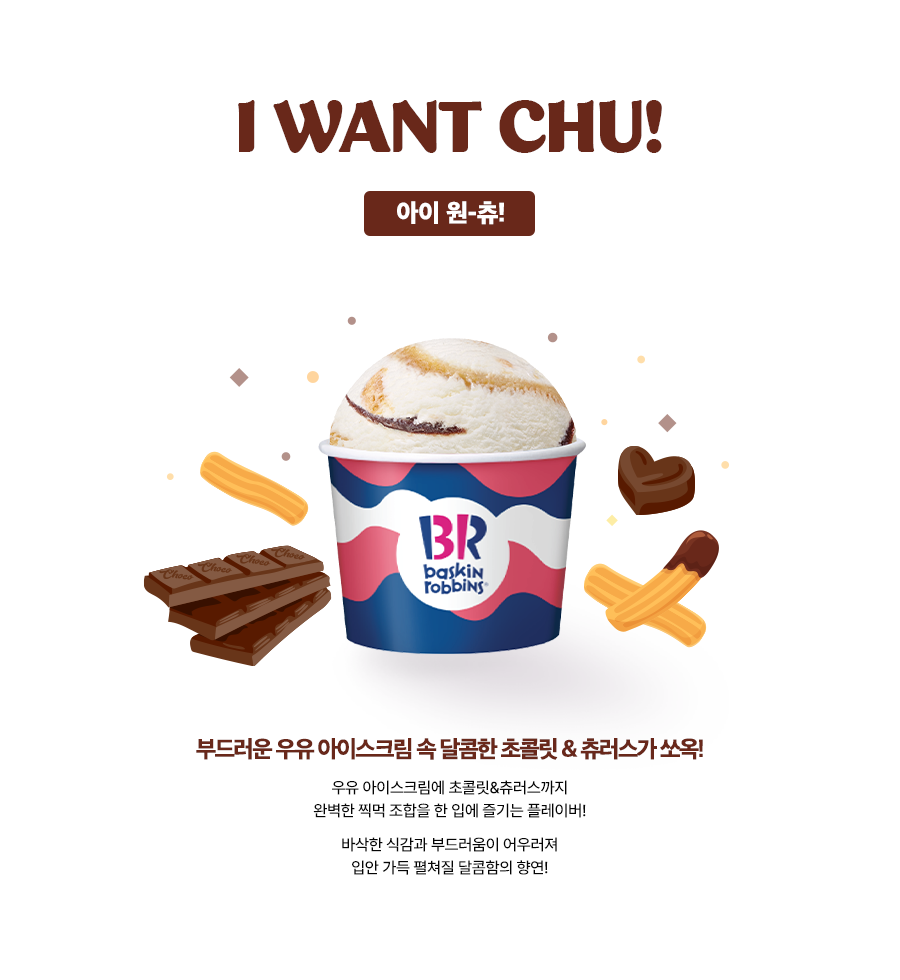 I WANT CHU!
아이 원-츄!
Choco Choco Choco Choco
BR
baskin
robbins
부드러운 우유 아이스크림 속 달콤한 초콜릿 & 츄러스가 쏘옥!
우유 아이스크림에 초콜릿&츄러스까지
완벽한 찍먹 조합을 한 입에 즐기는 플레이버!
바삭한 식감과 부드러움이 어우러져
입안 가득 펼쳐질 달콤함의 향연!